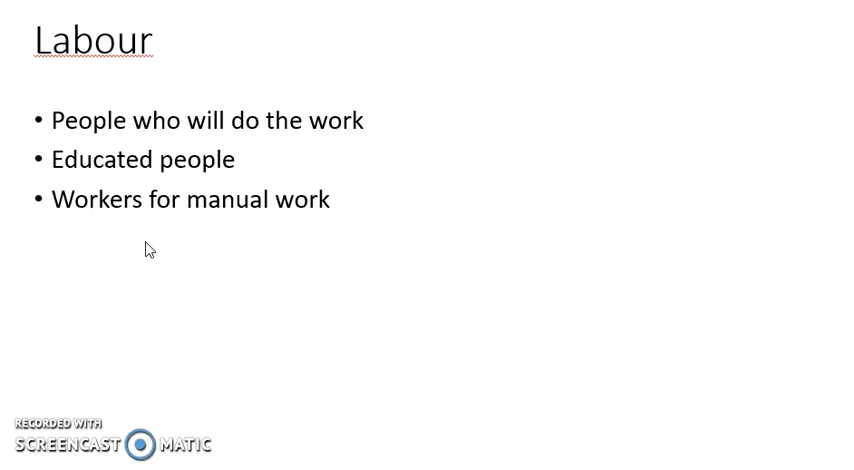 Labour
• People who will do the work
• Educated people
• Workers for manual work
RECORDED WITH
SCREENCAST MATIC